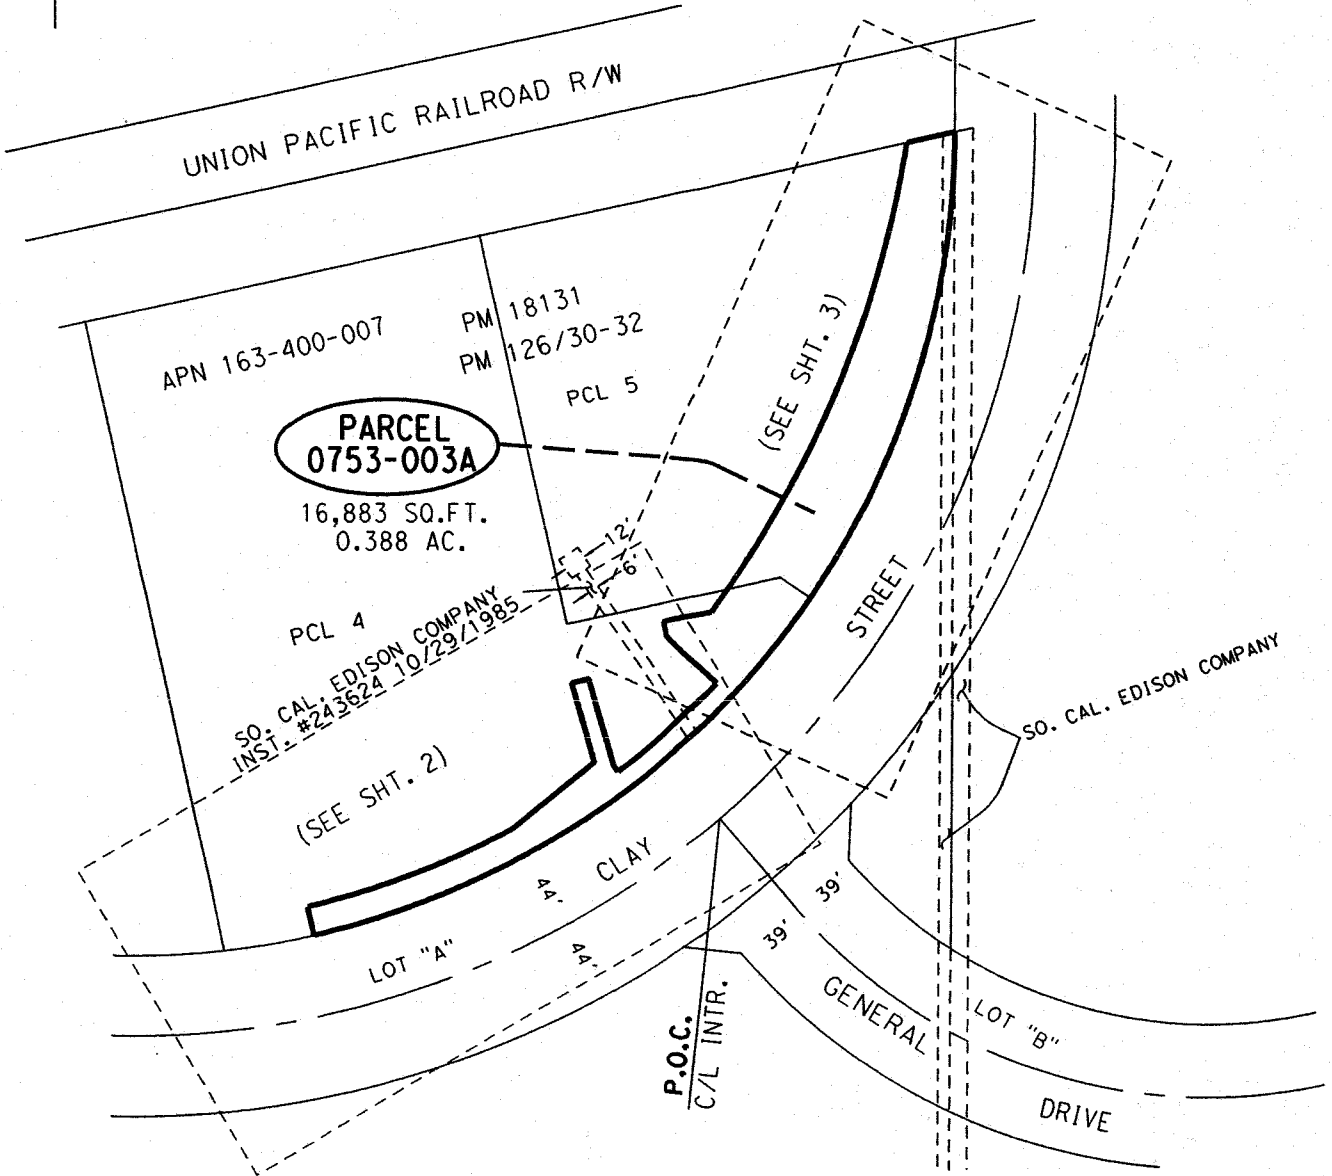 UNION PACIFIC RAILROAD R/W
APN 163-400-007
PM 18131
PM 126/30-32
PCL 5
(SEE SHT. 3)
PARCEL
0753-003A
16,883 SQ.FT.
0.388 AC.
12'
6'
PCL 4
SO. CAL. EDISON COMPANY
INST. #243624 10/29/1985
(SEE SHT. 2)
STREET
SO. CAL. EDISON COMPANY
CLAY
44'
44'
LOT "A"
39'
39'
P.O.C.
C/L INTR.
GENERAL
LOT "B"
DRIVE